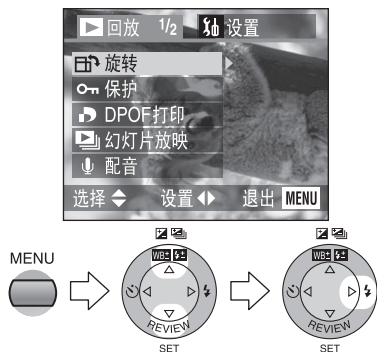 回放 1/2 设置
旋转
保护
DPOF打印
幻灯片放映
配音
选择 设置 退出 MENU
MENU
WB± ±
REVIEW
SET
WB± ±
REVIEW
SET